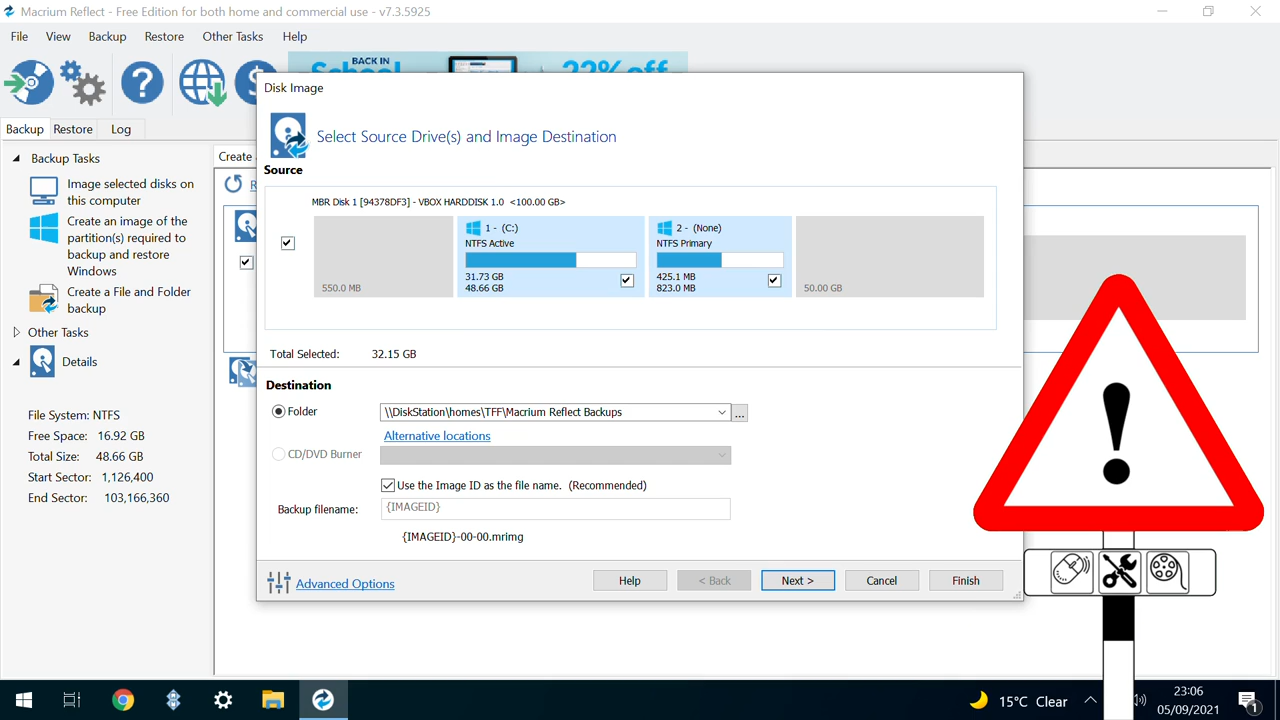 Macrium Reflect - Free Edition for both home and commercial use - v7.3.5925
File View Backup Restore Other Tasks Help
BACK IN
School
22% off
Backup Restore Log
Backup Tasks
Image selected disks on
this computer
Create an image of the
partition(s) required to
backup and restore
Windows
Create a File and Folder
backup
Other Tasks
Details
File System: NTFS
Free Space: 16.92 GB
Total Size: 48.66 GB
Start Sector: 1,126,400
End Sector: 103,166,360
Create
Disk Image
Select Source Drive(s) and Image Destination
Source
MBR Disk 1 [94378DF3] - VBOX HARDDISK 1.0 <100.00 GB>
550.0 MB
1 - (C:)
NTFS Active
31.73 GB
48.66 GB
2 - (None)
NTFS Primary
425.1 MB
823.0 MB
50.00 GB
Total Selected: 32.15 GB
Destination
Folder
\\DiskStation\homes\TFF\Macrium Reflect Backups
...
Alternative locations
CD/DVD Burner
Use the Image ID as the file name. (Recommended)
Backup filename: {IMAGEID}
{IMAGEID}-00-00.mrimg
Advanced Options
Help < Back Next > Cancel Finish
!
15°C Clear
23:06
05/09/2021
1